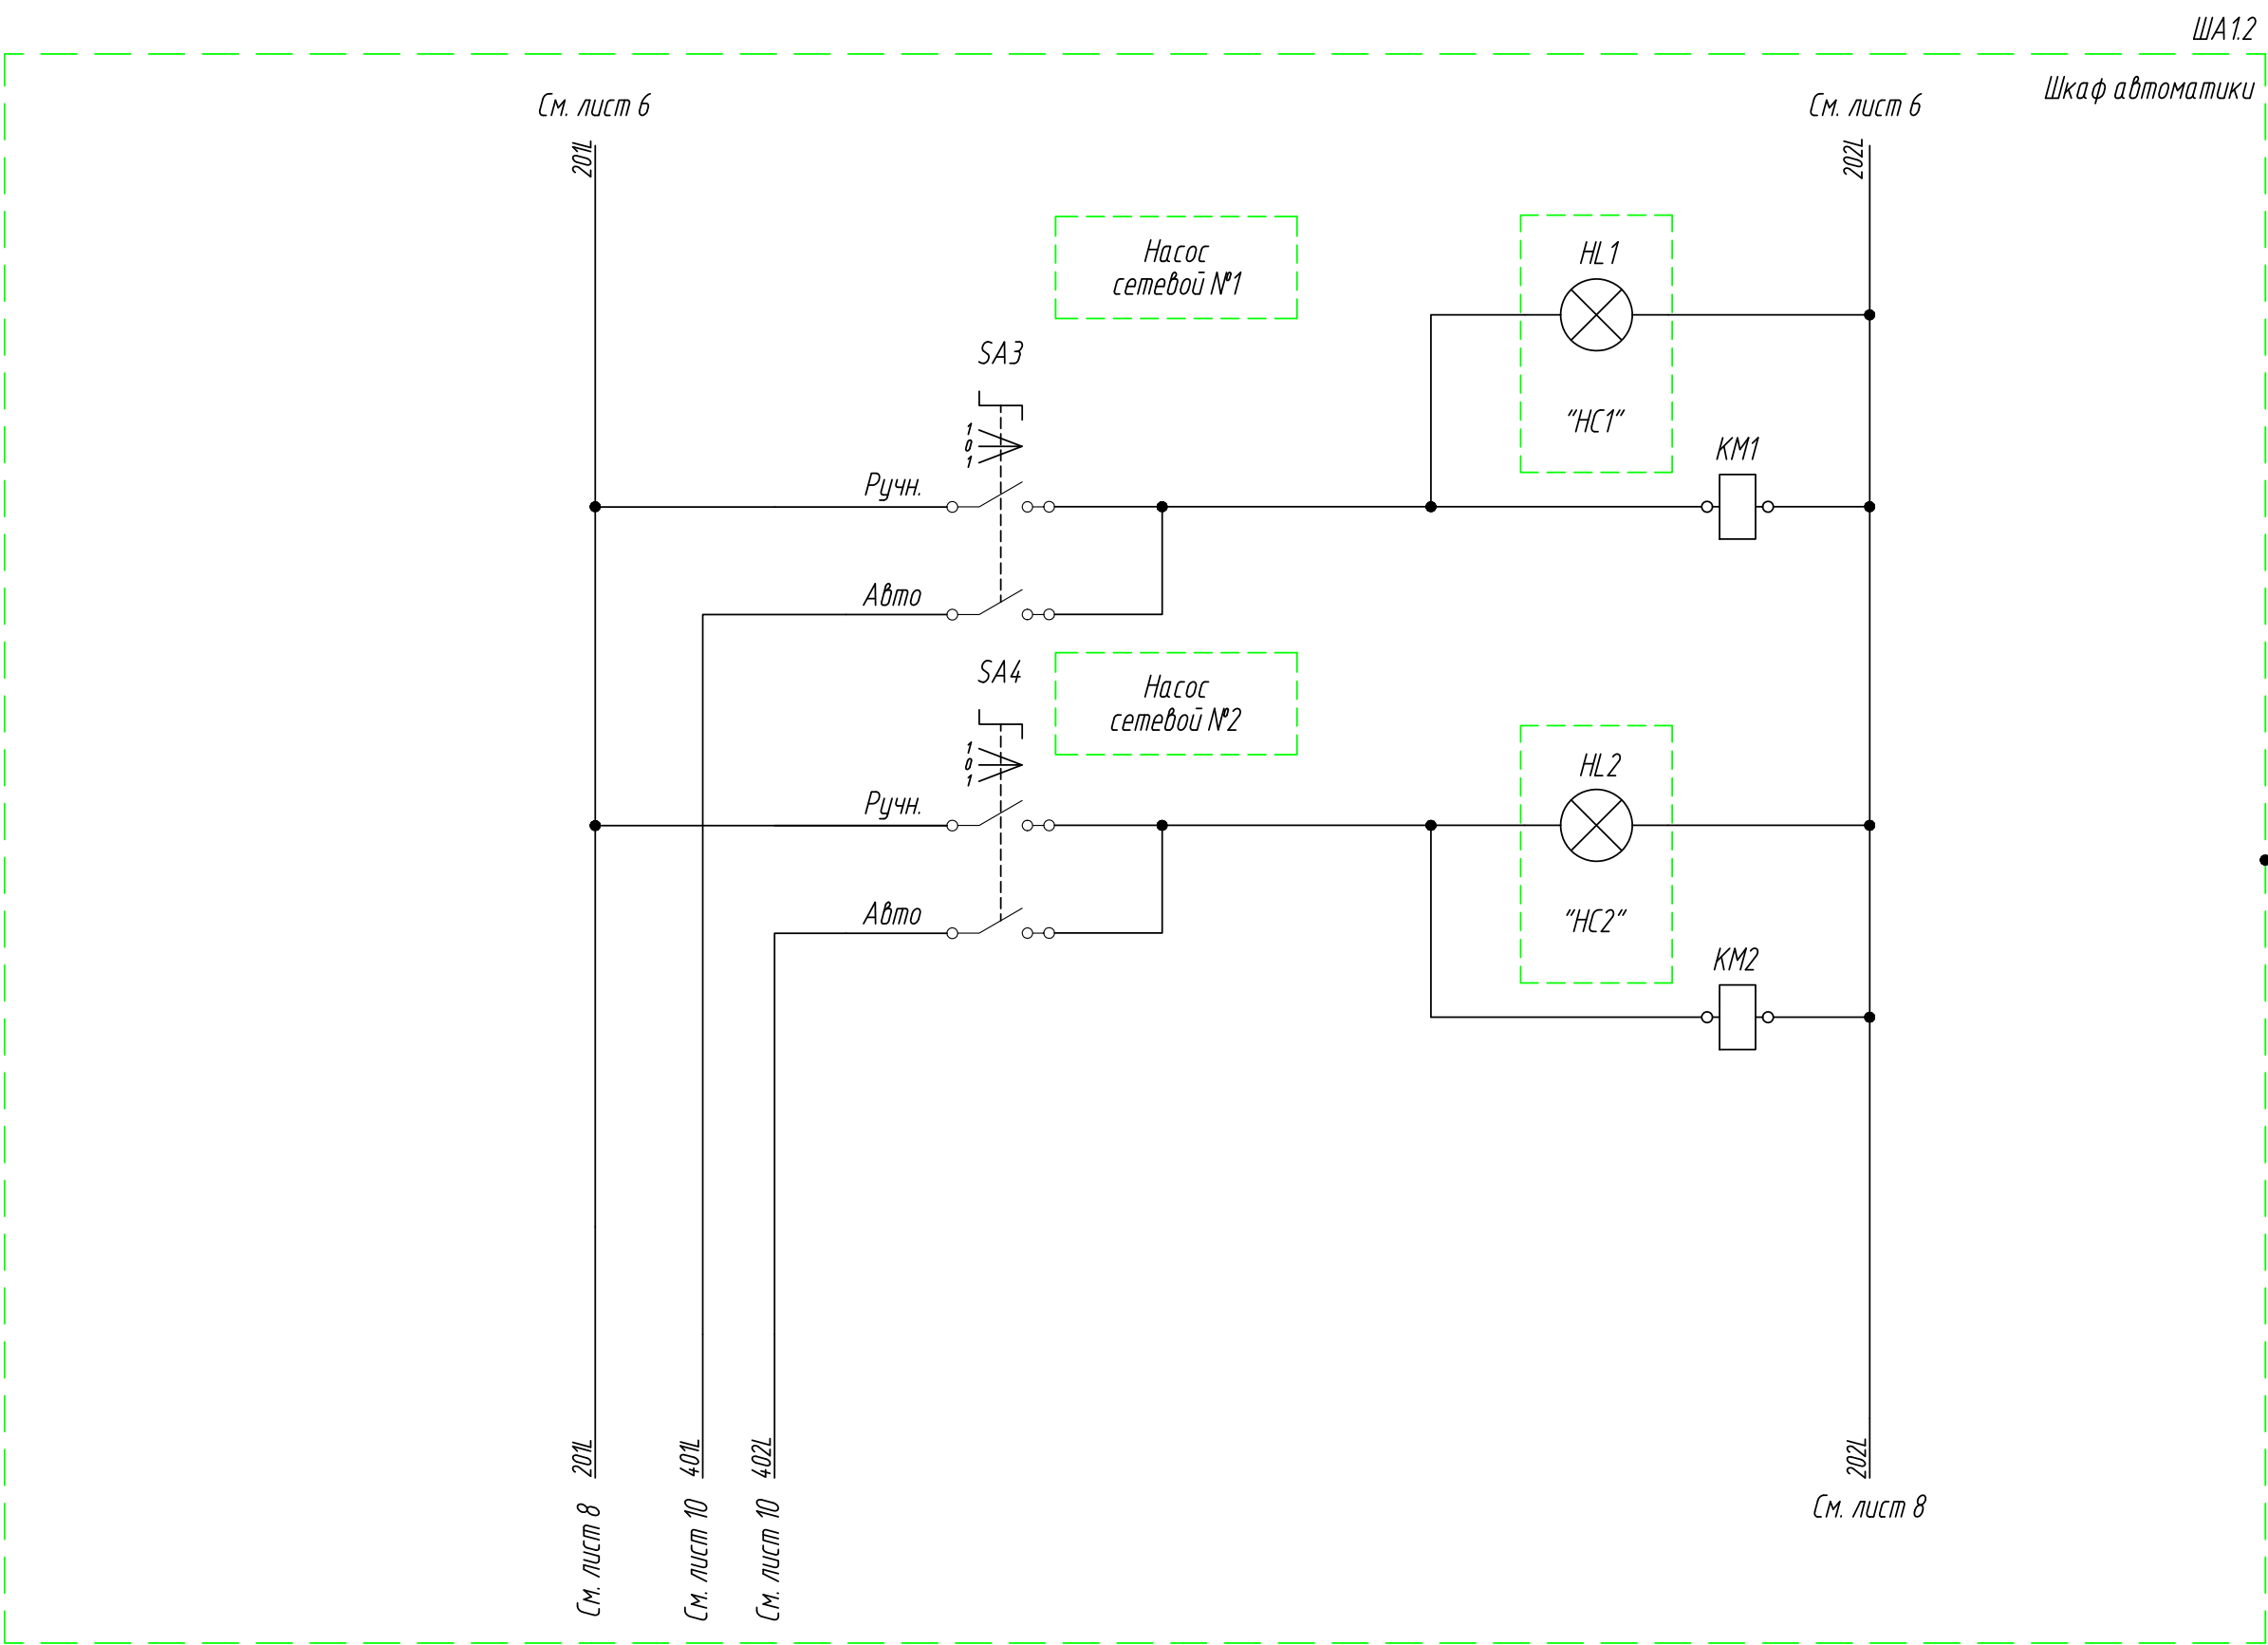 ША1.2
Шкаф автоматики
См. лист 6
См. лист 6
201L
202L
Насос
сетевой №1
HL1
SA3
"НС1"
1
0
1
KM1
Ручн.
Авто
SA4
Насос
сетевой №2
1
0
1
HL2
Ручн.
Авто
"НС2"
KM2
201L
401L
402L
202L
См. лист 8
См. лист 10
См. лист 10
См. лист 8